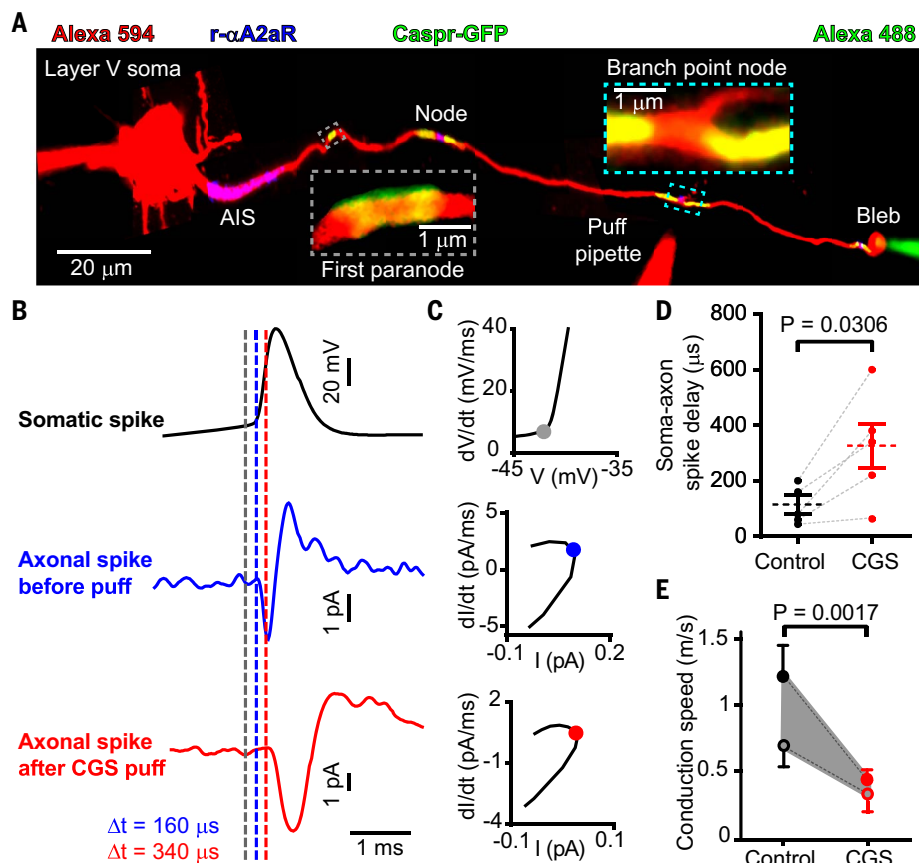 A
Alexa 594
r-αA2aR
Caspr-GFP
Alexa 488
Layer V soma
Branch point node
1 μm
Node
AIS
1 μm
First paranode
Puff
pipette
Bleb
20 μm
B
Somatic spike
20 mV
Axonal spike
before puff
1 pA
Axonal spike
after CGS puff
1 pA
Δt = 160 μs
Δt = 340 μs
1 ms
C
dV/dt (mV/ms)
40
20
0
-45
-35
V (mV)
dI/dt (pA/ms)
5
0
-5
-0.1
0.2
I (pA)
dI/dt (pA/ms)
2
-1
-4
-0.1
0.1
I (pA)
D
Soma-axon
spike delay (μs)
800
600
400
200
0
P = 0.0306
Control
CGS
E
Conduction speed (m/s)
1.5
1
0.5
0
P = 0.0017
Control
CGS